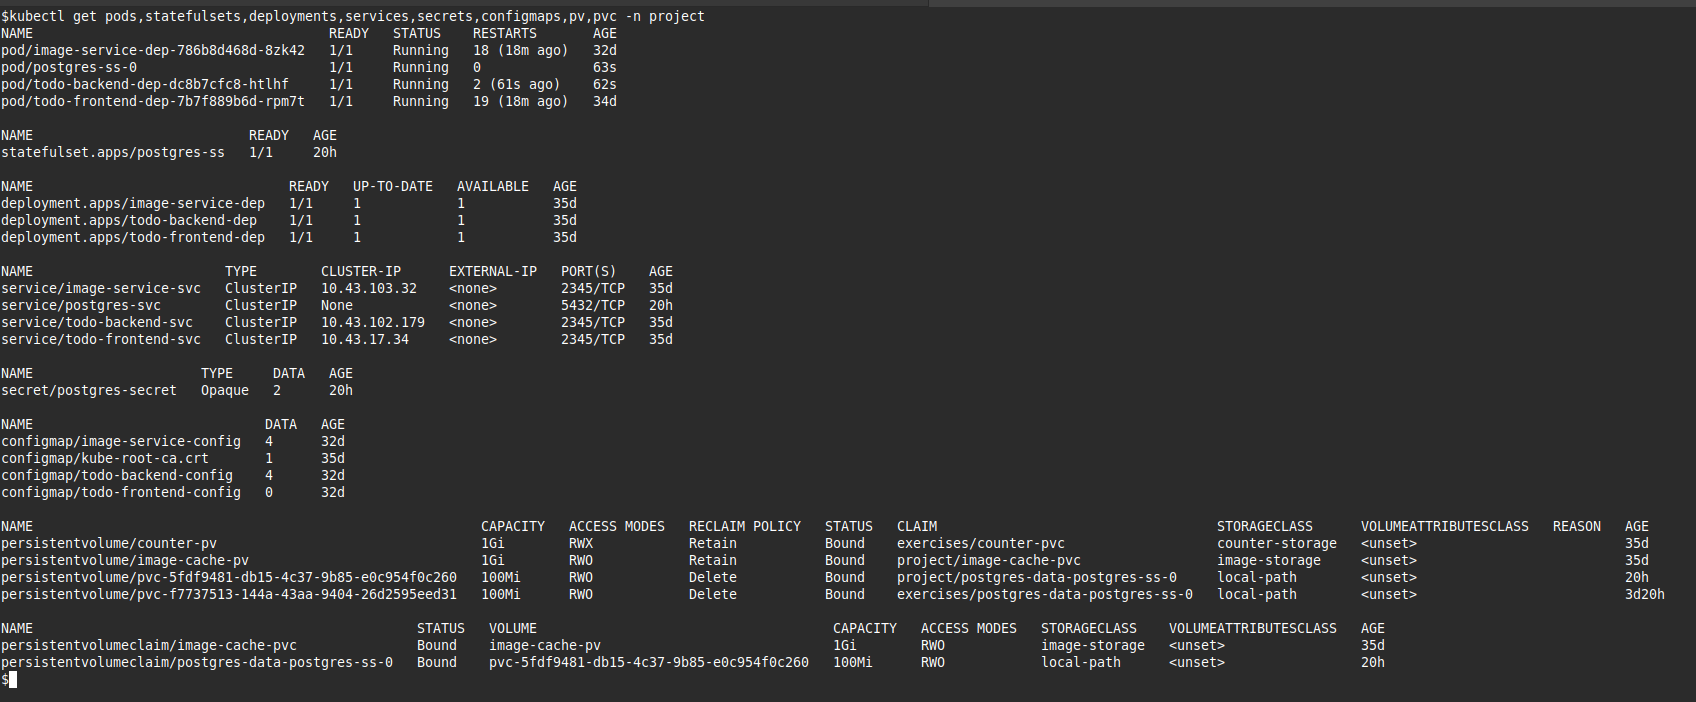 $kubectl get pods,statefulsets,deployments,services,secrets,configmaps,pv,pvc -n project
NAME READY STATUS RESTARTS AGE
pod/image-service-dep-786b8d468d-8zk42 1/1 Running 18 (18m ago) 32d
pod/postgres-ss-0 1/1 Running 0 63s
pod/todo-backend-dep-dc8b7cfc8-htlhf 1/1 Running 2 (61s ago) 62s
pod/todo-frontend-dep-7b7f889b6d-rpm7t 1/1 Running 19 (18m ago) 34d
NAME READY AGE
statefulset.apps/postgres-ss 1/1 20h
NAME READY UP-TO-DATE AVAILABLE AGE
deployment.apps/image-service-dep 1/1 1 1 35d
deployment.apps/todo-backend-dep 1/1 1 1 35d
deployment.apps/todo-frontend-dep 1/1 1 1 35d
NAME TYPE CLUSTER-IP EXTERNAL-IP PORT(S) AGE
service/image-service-svc ClusterIP 10.43.103.32 <none> 2345/TCP 35d
service/postgres-svc ClusterIP None <none> 5432/TCP 20h
service/todo-backend-svc ClusterIP 10.43.102.179 <none> 2345/TCP 35d
service/todo-frontend-svc ClusterIP 10.43.17.34 <none> 2345/TCP 35d
NAME TYPE DATA AGE
secret/postgres-secret Opaque 2 20h
NAME DATA AGE
configmap/image-service-config 4 32d
configmap/kube-root-ca.crt 1 35d
configmap/todo-backend-config 4 32d
configmap/todo-frontend-config 0 32d
NAME CAPACITY ACCESS MODES RECLAIM POLICY STATUS CLAIM STORAGECLASS VOLUMEATTRIBUTESCLASS REASON AGE
persistentvolume/counter-pv 1Gi RWX Retain Bound exercises/counter-pvc counter-storage <unset> 35d
persistentvolume/image-cache-pv 1Gi RWO Retain Bound project/image-cache-pvc image-storage <unset> 35d
persistentvolume/pvc-5fdf9481-db15-4c37-9b85-e0c954f0c260 100Mi RWO Delete Bound project/postgres-data-postgres-ss-0 local-path <unset> 20h
persistentvolume/pvc-f7737513-144a-43aa-9404-26d2595eed31 100Mi RWO Delete Bound exercises/postgres-data-postgres-ss-0 local-path <unset> 3d20h
NAME STATUS VOLUME CAPACITY ACCESS MODES STORAGECLASS VOLUMEATTRIBUTESCLASS AGE
persistentvolumeclaim/image-cache-pvc Bound image-cache-pv 1Gi RWO image-storage <unset> 35d
persistentvolumeclaim/postgres-data-postgres-ss-0 Bound pvc-5fdf9481-db15-4c37-9b85-e0c954f0c260 100Mi RWO local-path <unset> 20h
$